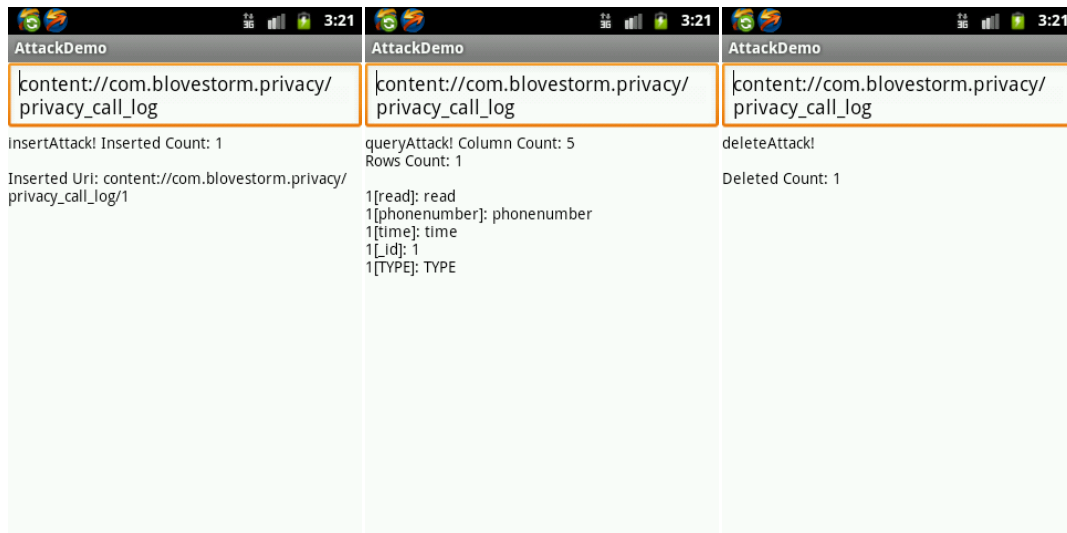 3G 3:21
AttackDemo
content://com.blovestorm.privacy/
privacy_call_log
insertAttack! Inserted Count: 1
Inserted Uri: content://com.blovestorm.privacy/
privacy_call_log/1
3G 3:21
AttackDemo
content://com.blovestorm.privacy/
privacy_call_log
queryAttack! Column Count: 5
Rows Count: 1
1[read]: read
1[phonenumber]: phonenumber
1[time]: time
1[_id]: 1
1[TYPE]: TYPE
3G 3:21
AttackDemo
content://com.blovestorm.privacy/
privacy_call_log
deleteAttack!
Deleted Count: 1